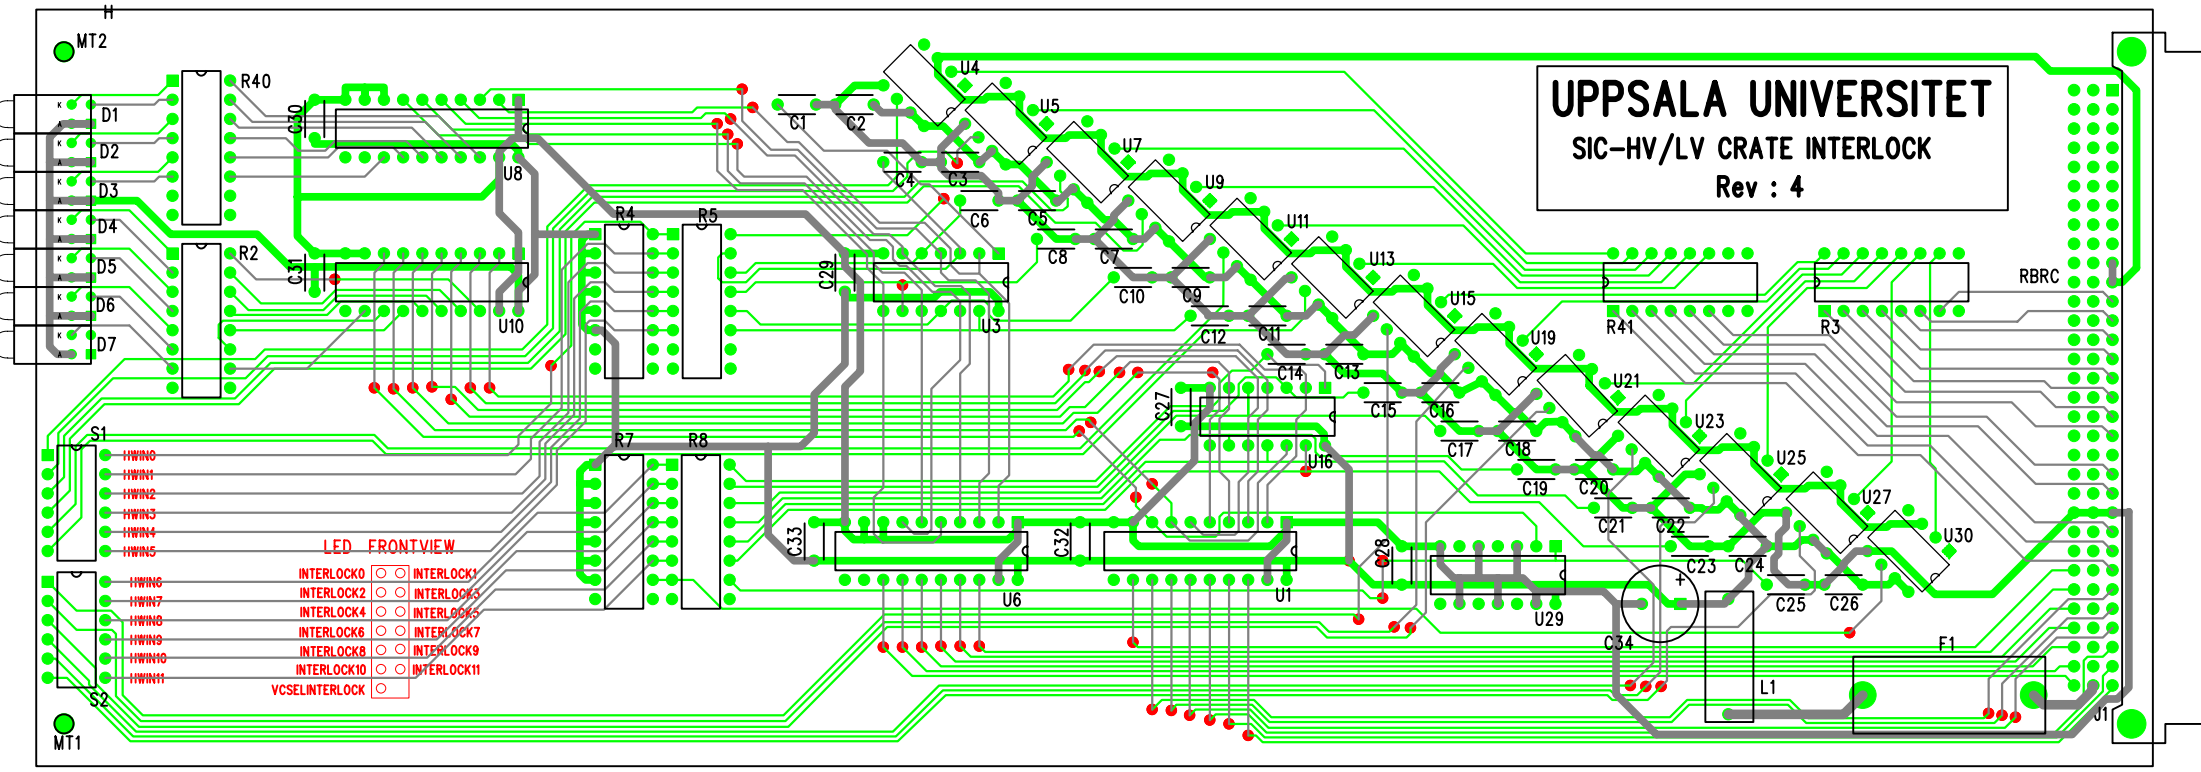 H
MT2
UPPSALA UNIVERSITET
SIC-HV/LV CRATE INTERLOCK
Rev : 4
R40
C30
U8
D1
D2
D3
D4
D5
D6
D7
K
A
K
A
K
A
K
A
K
A
K
A
K
A
R2
C31
U10
R4
R5
C29
U3
C1
C2
C4
C3
C6
C5
C8
C7
C10
C9
C12
C11
C14
C13
C15
C16
C17
C18
C19
C20
C21
C22
C23
C24
C25
C26
U4
U5
U7
U9
U11
U13
U15
U19
U21
U23
U25
U27
U30
R41
R3
RBRC
C27
U16
S1
HWIN0
HWIN1
HWIN2
HWIN3
HWIN4
HWIN5
HWIN6
HWIN7
HWIN8
HWIN9
HWIN10
HWIN11
S2
MT1
LED FRONTVIEW
INTERLOCK0 INTERLOCK1
INTERLOCK2 INTERLOCK3
INTERLOCK4 INTERLOCK5
INTERLOCK6 INTERLOCK7
INTERLOCK8 INTERLOCK9
INTERLOCK10 INTERLOCK11
VCSELINTERLOCK
R7
R8
C33
U6
C32
U1
C28
U29
C34
+
L1
F1
J1